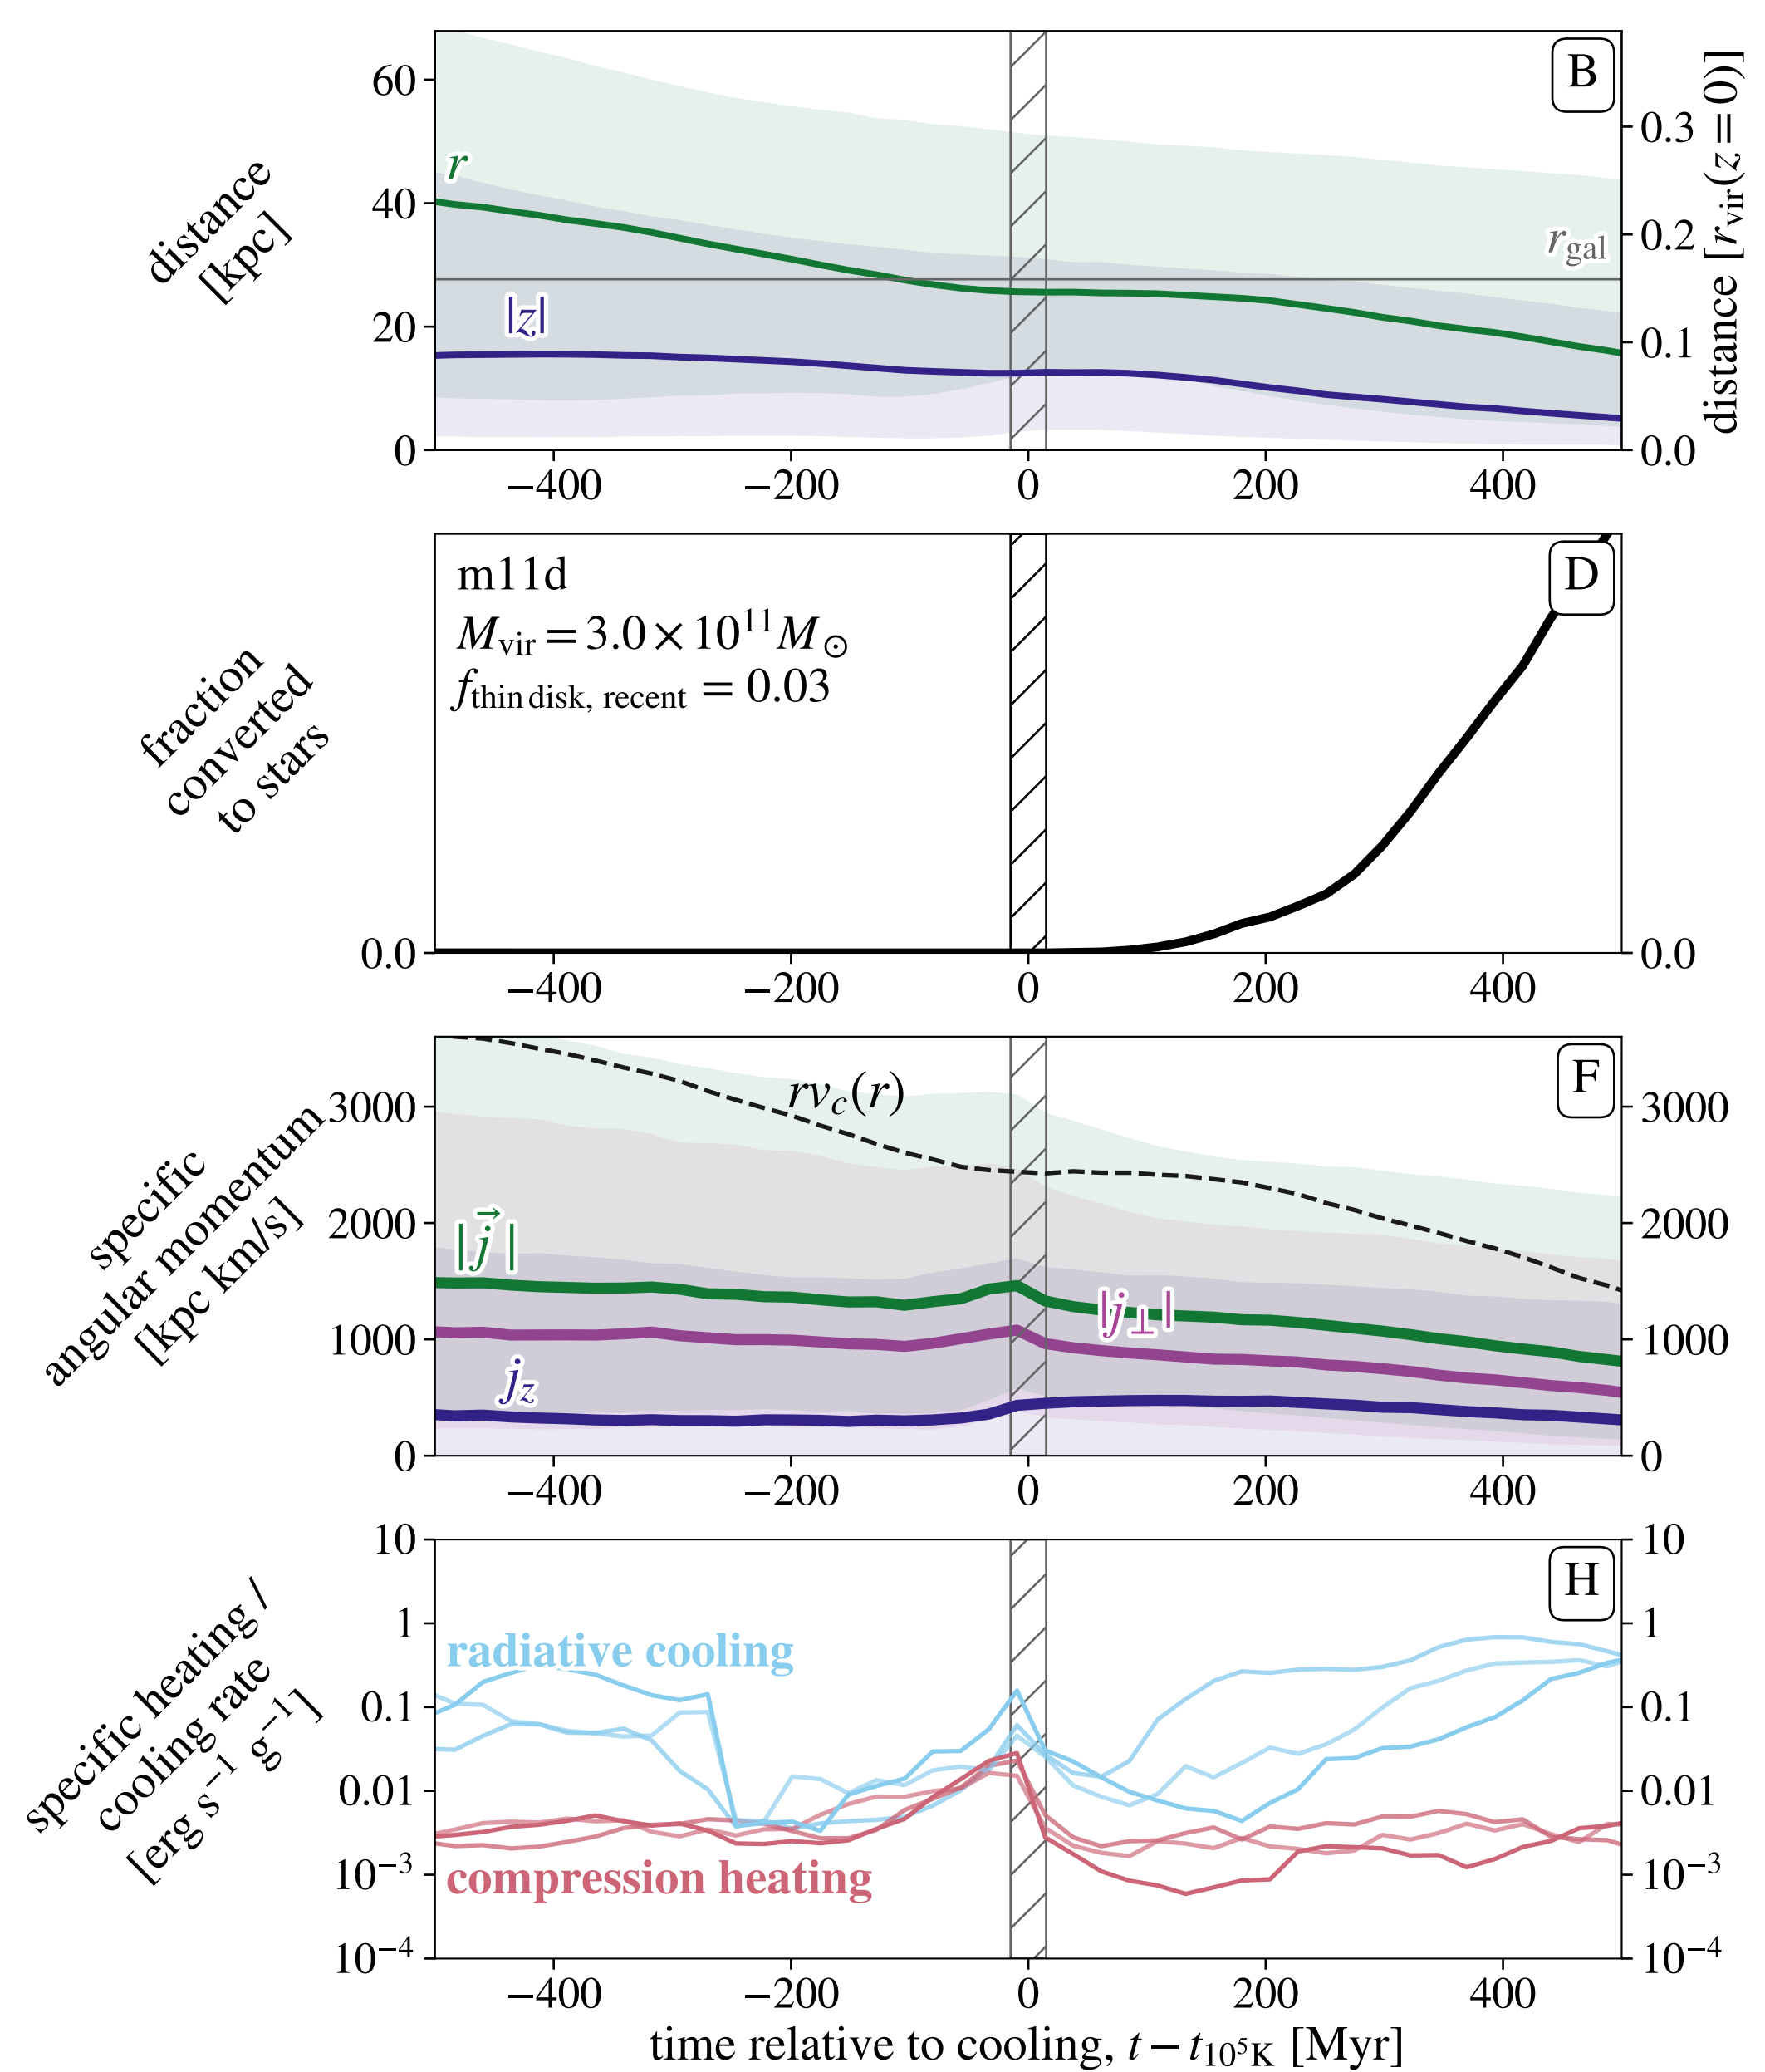 B
distance
[kpc]
60
40
20
0
r
|z|
r_gal
0.3
0.2
0.1
0.0
distance [r_vir(z=0)]
−400 −200 0 200 400
D
m11d
M_vir = 3.0 × 10^11 M_⊙
f_thin disk, recent = 0.03
fraction
converted
to stars
0.0
0.0
−400 −200 0 200 400
F
specific
angular momentum
[kpc km/s]
3000
2000
1000
0
rv_c(r)
|j⃗|
|j_⊥|
j_z
3000
2000
1000
0
−400 −200 0 200 400
H
specific heating /
cooling rate
[erg s^−1 g^−1]
10
1
0.1
0.01
10^−3
10^−4
radiative cooling
compression heating
10
1
0.1
0.01
10^−3
10^−4
−400 −200 0 200 400
time relative to cooling, t − t_10^5K [Myr]